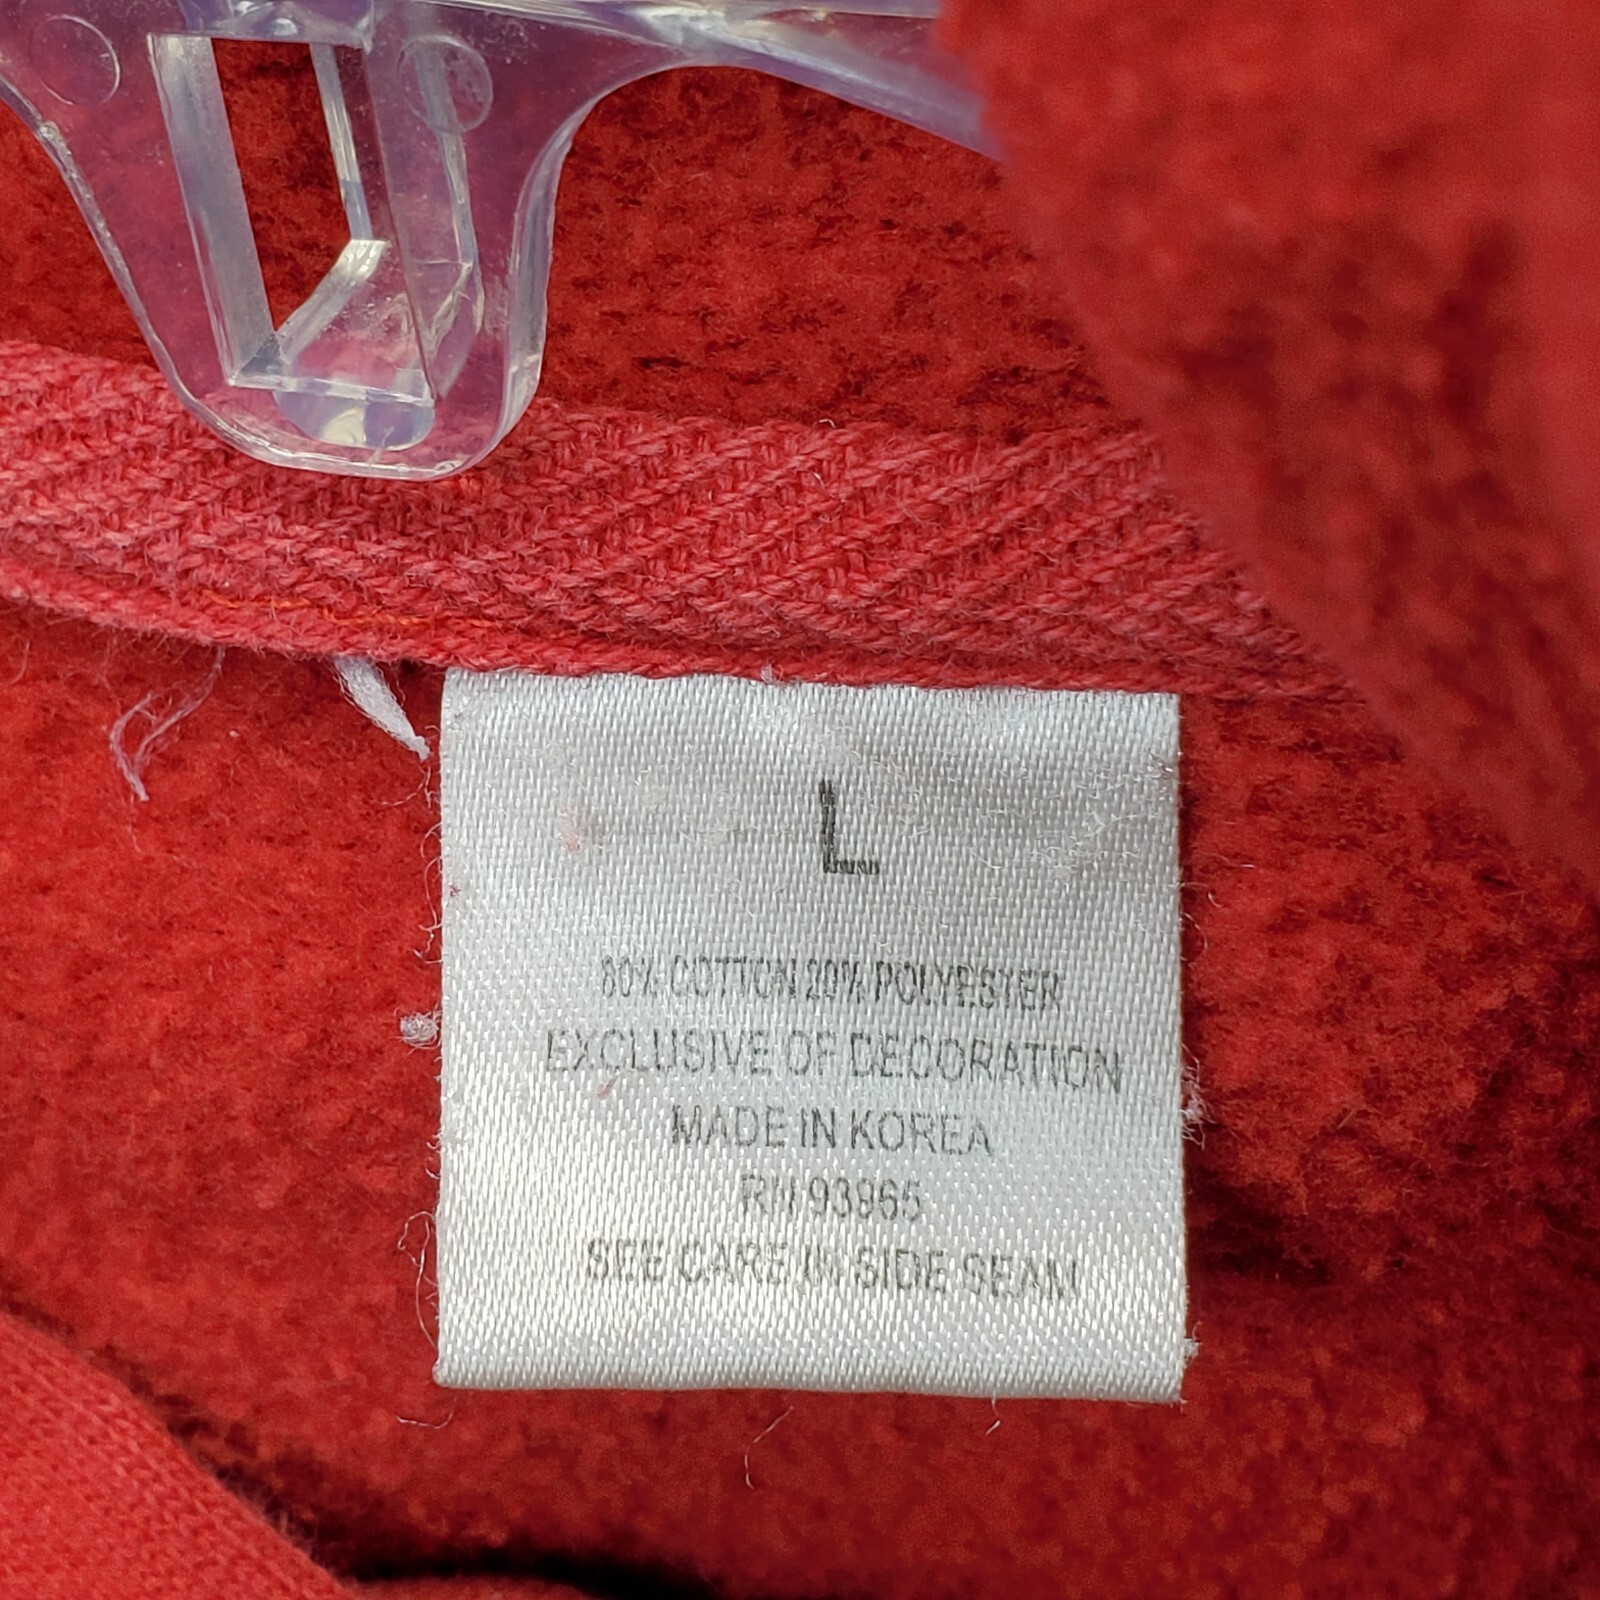 L
80% COTTON 20% POLYESTER
EXCLUSIVE OF DECORATION
MADE IN KOREA
RN 93965
SEE CARE IN SIDE SEAM